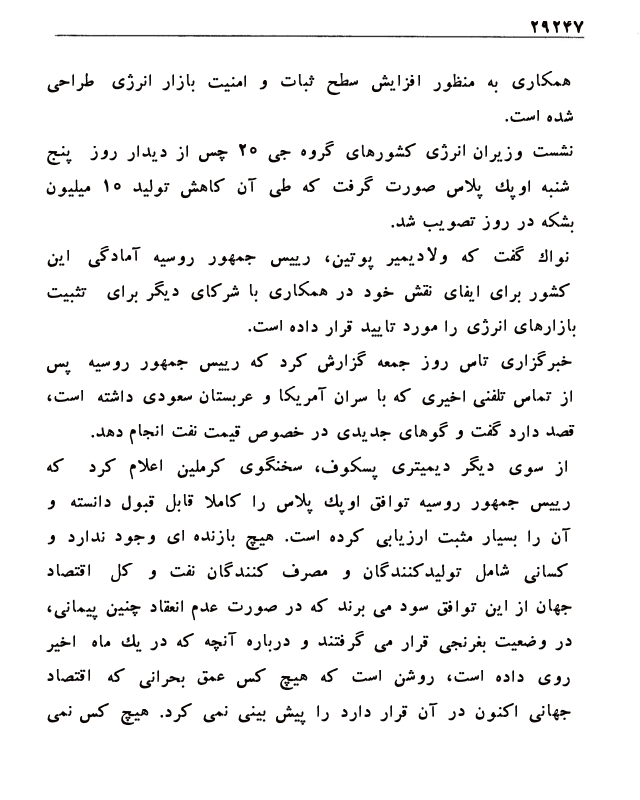 ۲۹۲۴۷
همکاری به منظور افزایش سطح ثبات و امنیت بازار انرژی طراحی
شده است.
نشست وزیران انرژی کشورهای گروه جی ۲۰ چس از دیدار روز پنج
شنبه اوپك پلاس صورت گرفت که طی آن کاهش تولید ۱۰ میلیون
بشکه در روز تصویب شد.
نواك گفت که ولادیمیر پوتین، رییس جمهور روسیه آمادگی این
کشور برای ایفای نقش خود در همکاری با شرکای دیگر برای تثبیت
بازارهای انرژی را مورد تایید قرار داده است.
خبرگزاری تاس روز جمعه گزارش کرد که رییس جمهور روسیه پس
از تماس تلفنی اخیری که با سران آمریکا و عربستان سعودی داشته است،
قصد دارد گفت و گوهای جدیدی در خصوص قیمت نفت انجام دهد.
از سوی دیگر دیمیتری پسکوف، سخنگوی کرملین اعلام کرد که
رییس جمهور روسیه توافق اوپك پلاس را کاملا قابل قبول دانسته و
آن را بسیار مثبت ارزیابی کرده است. هیچ بازنده ای وجود ندارد و
کسانی شامل تولیدکنندگان و مصرف کنندگان نفت و کل اقتصاد
جهان از این توافق سود می برند که در صورت عدم انعقاد چنین پیمانی،
در وضعیت بغرنجی قرار می گرفتند و درباره آنچه که در یك ماه اخیر
روی داده است، روشن است که هیچ کس عمق بحرانی که اقتصاد
جهانی اکنون در آن قرار دارد را پیش بینی نمی کرد. هیچ کس نمی